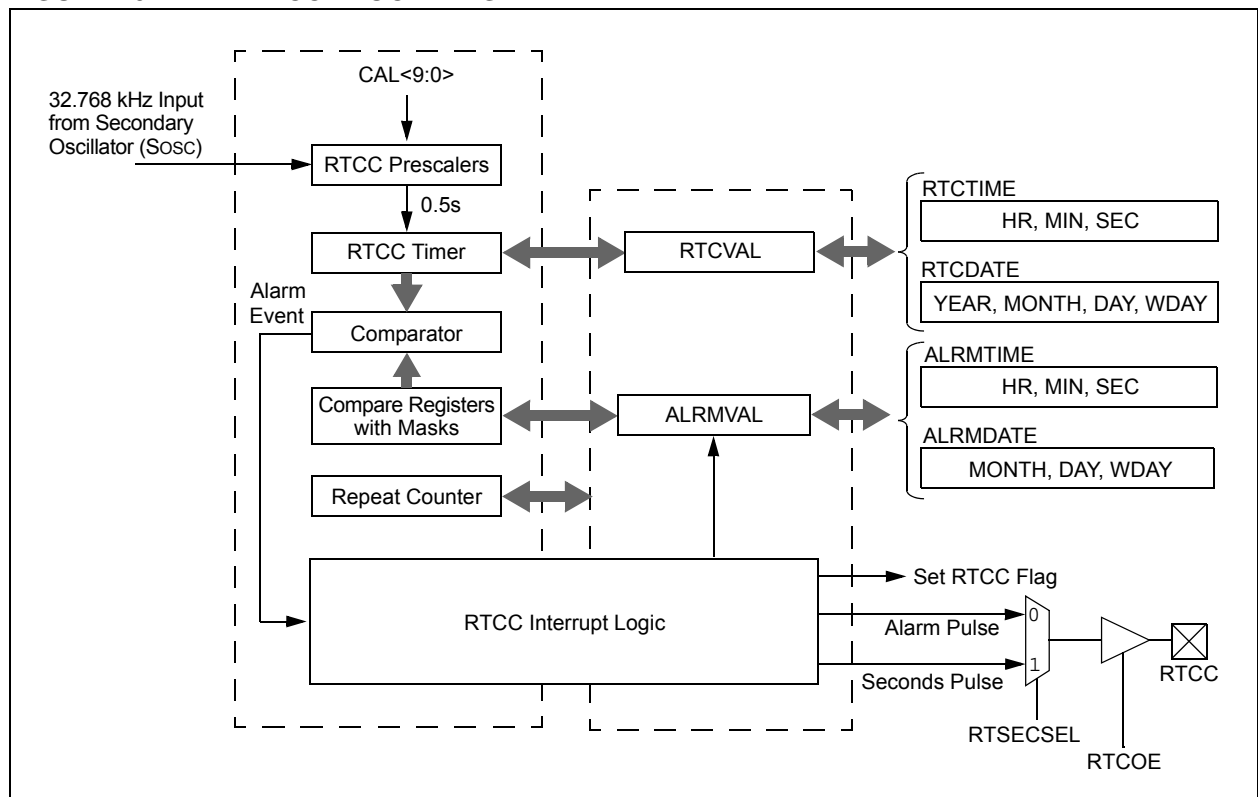 CAL<9:0>
32.768 kHz Input
from Secondary
Oscillator (SOSC)
RTCC Prescalers
0.5s
RTCC Timer
RTCVAL
RTCTIME
HR, MIN, SEC
RTCDATE
YEAR, MONTH, DAY, WDAY
Alarm
Event
Comparator
Compare Registers
with Masks
ALRMVAL
ALRMTIME
HR, MIN, SEC
ALRMDATE
MONTH, DAY, WDAY
Repeat Counter
RTCC Interrupt Logic
Set RTCC Flag
Alarm Pulse
0
Seconds Pulse
1
RTCC
RTSECSEL
RTCOE